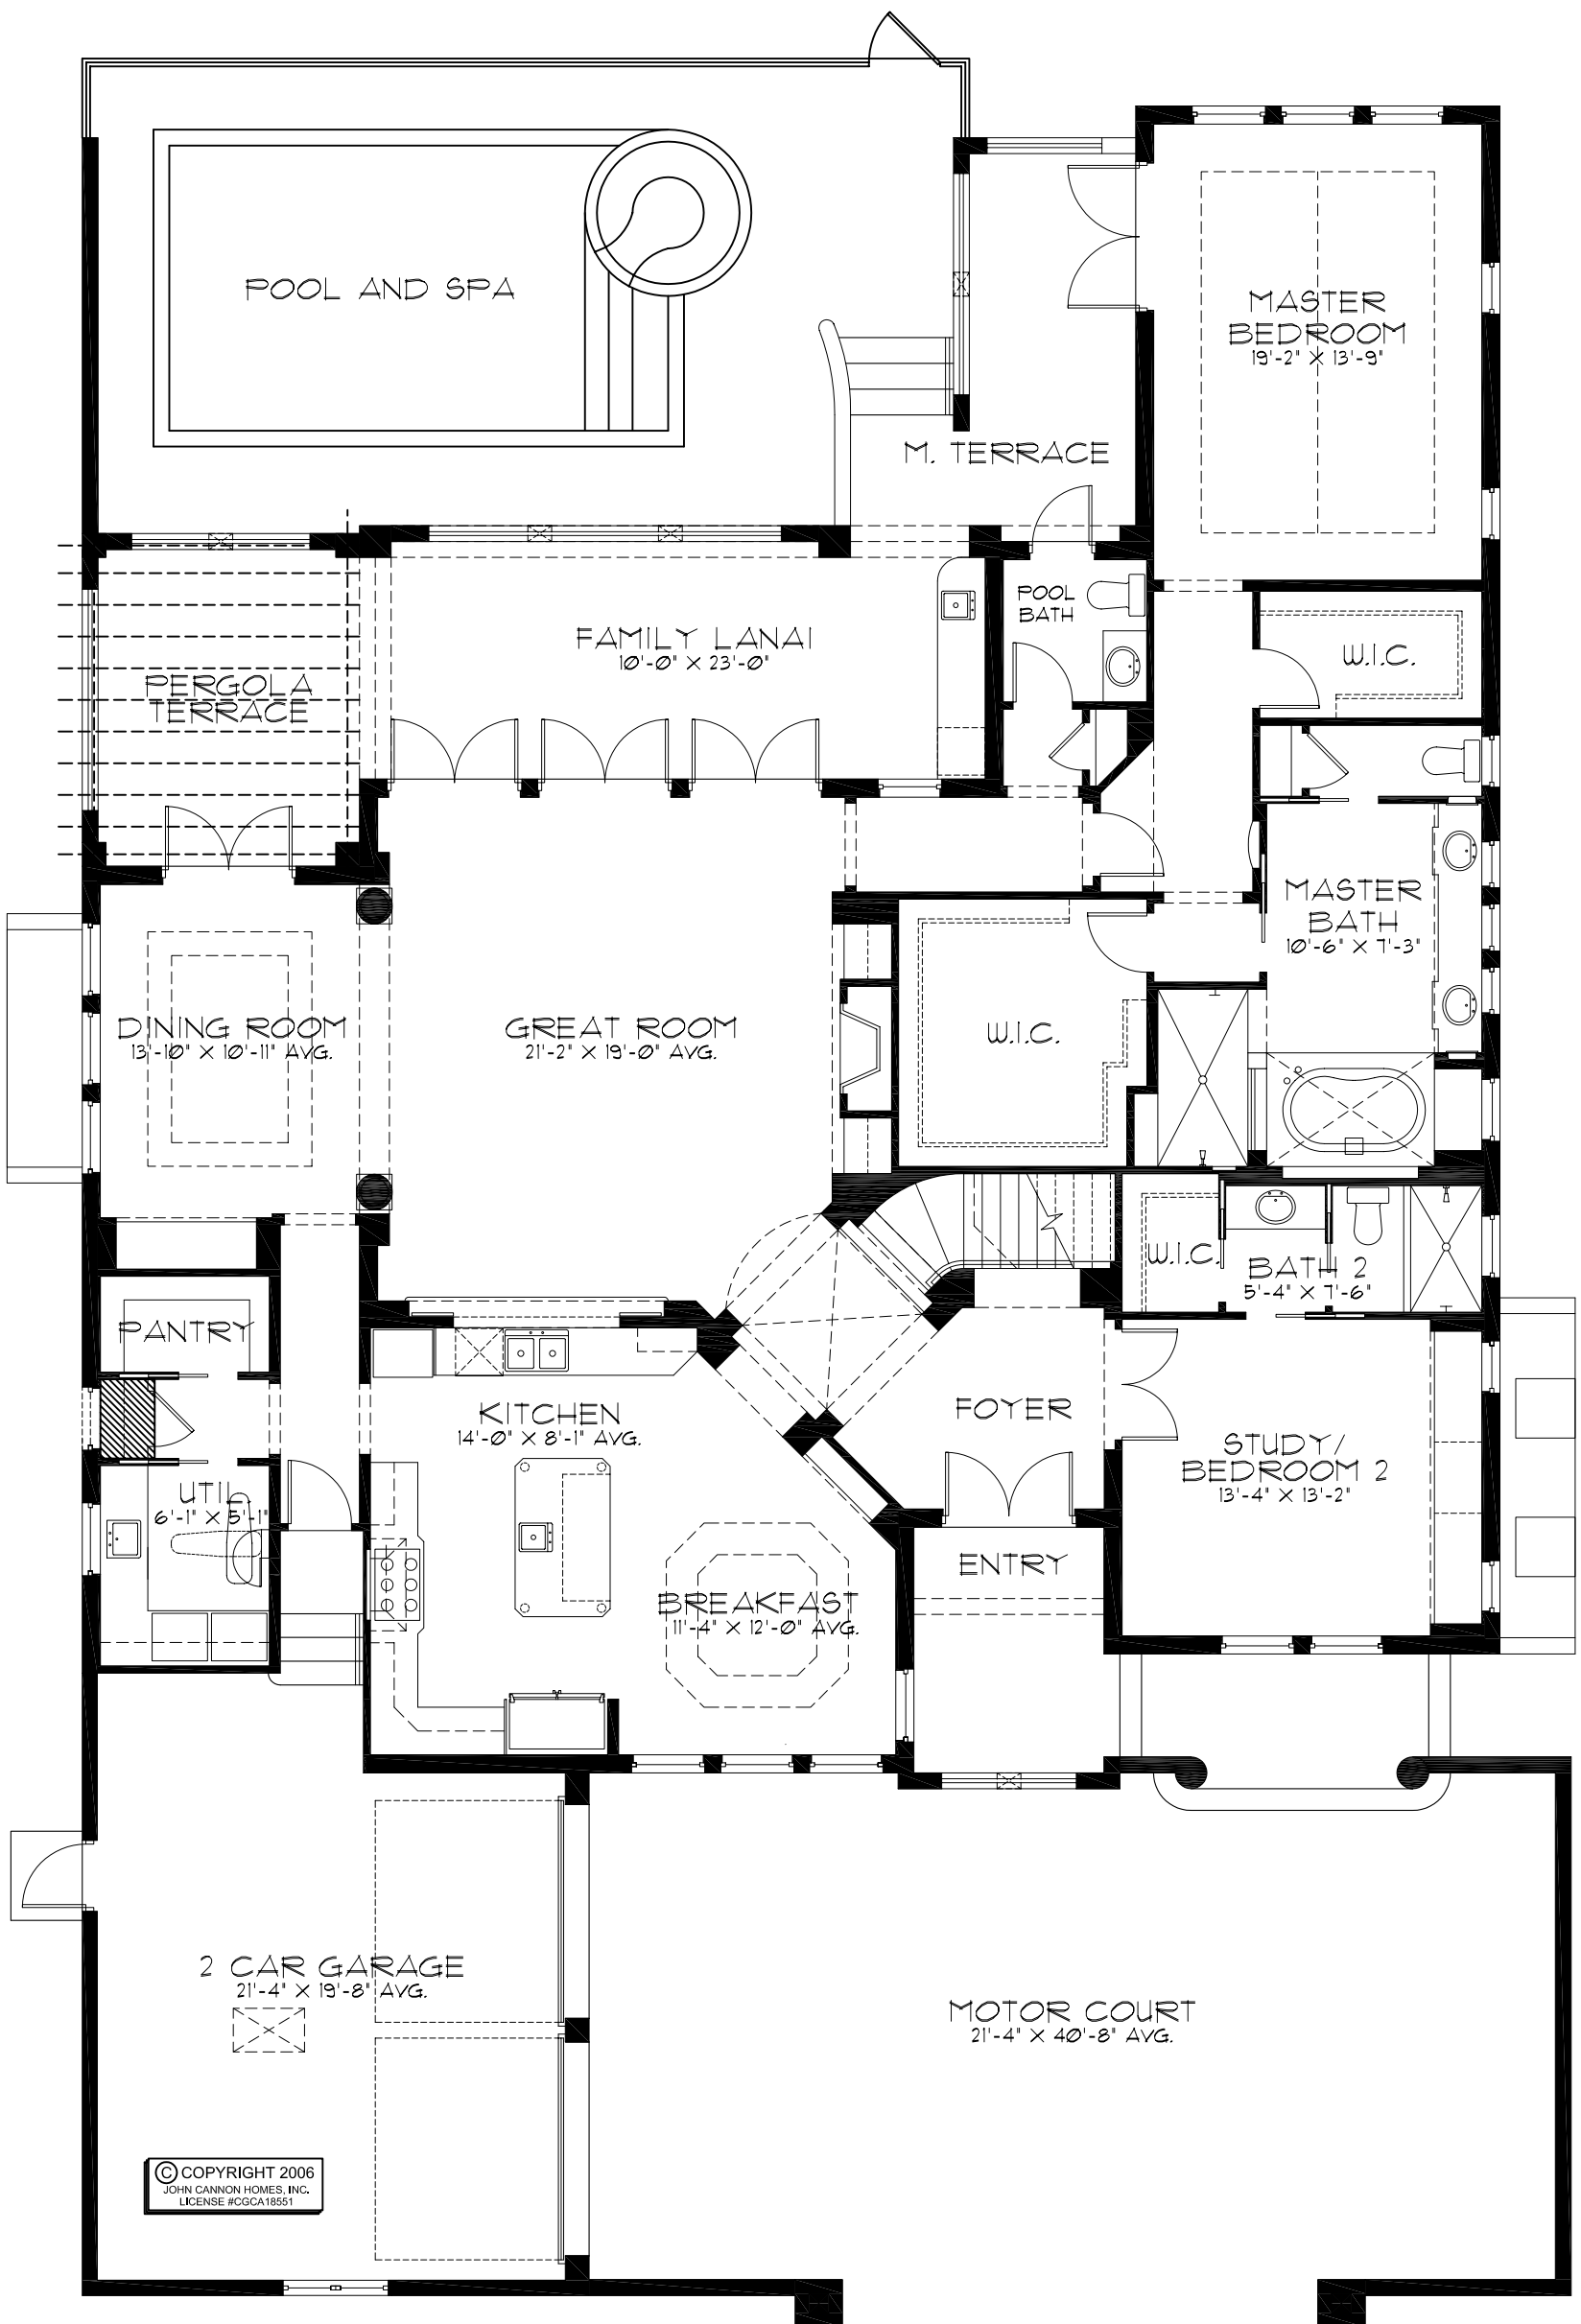 POOL AND SPA
MASTER
BEDROOM
19'-2" X 13'-9"
M. TERRACE
POOL
BATH
FAMILY LANAI
10'-0" X 23'-0"
W.I.C.
PERGOLA
TERRACE
MASTER
BATH
10'-6" X 7'-3"
DINING ROOM
13'-10" X 10'-11" AVG.
GREAT ROOM
21'-2" X 19'-0" AVG.
W.I.C.
W.I.C.
BATH 2
5'-4" X 7'-6"
PANTRY
KITCHEN
14'-0" X 8'-1" AVG.
FOYER
STUDY/
BEDROOM 2
13'-4" X 13'-2"
UTIL.
6'-1" X 5'-1"
ENTRY
BREAKFAST
11'-4" X 12'-0" AVG.
2 CAR GARAGE
21'-4" X 19'-8" AVG.
MOTOR COURT
21'-4" X 40'-8" AVG.
© COPYRIGHT 2006
JOHN CANNON HOMES, INC.
LICENSE #CGCA18551